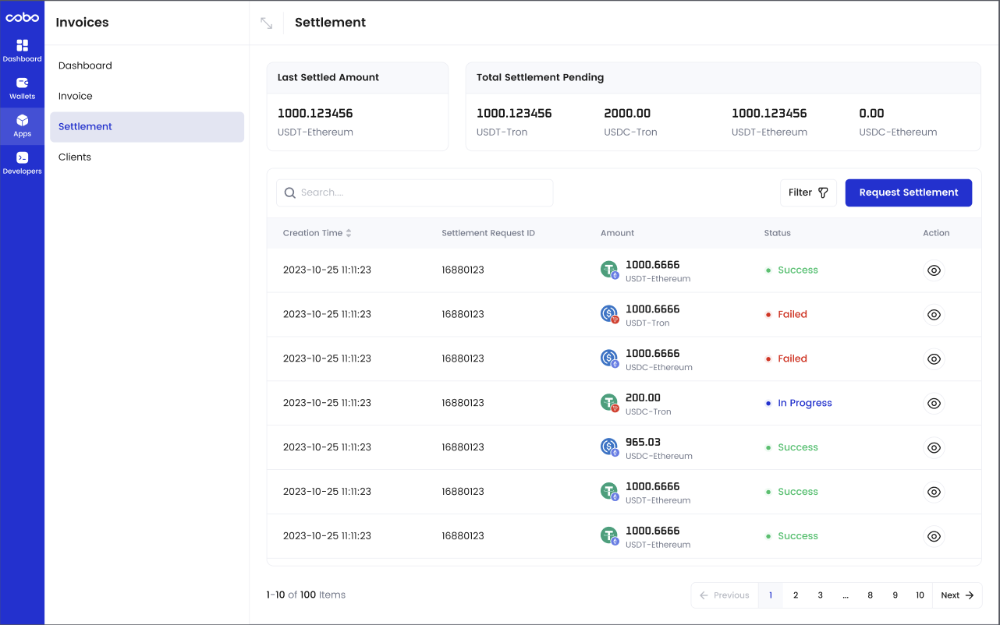 cobo
Dashboard
Wallets
Apps
Developers
Invoices
Dashboard
Invoice
Settlement
Clients
Settlement
Last Settled Amount
1000.123456
USDT-Ethereum
Total Settlement Pending
1000.123456 2000.00 1000.123456 0.00
USDT-Tron USDC-Tron USDT-Ethereum USDC-Ethereum
Search....
Filter
Request Settlement
Creation Time Settlement Request ID Amount Status Action
2023-10-25 11:11:23 16880123 1000.6666 Success
USDT-Ethereum
2023-10-25 11:11:23 16880123 1000.6666 Failed
USDT-Tron
2023-10-25 11:11:23 16880123 1000.6666 Failed
USDC-Ethereum
2023-10-25 11:11:23 16880123 200.00 In Progress
USDC-Tron
2023-10-25 11:11:23 16880123 965.03 Success
USDC-Ethereum
2023-10-25 11:11:23 16880123 1000.6666 Success
USDT-Ethereum
2023-10-25 11:11:23 16880123 1000.6666 Success
USDT-Ethereum
1-10 of 100 Items
Previous 1 2 3 ... 8 9 10 Next